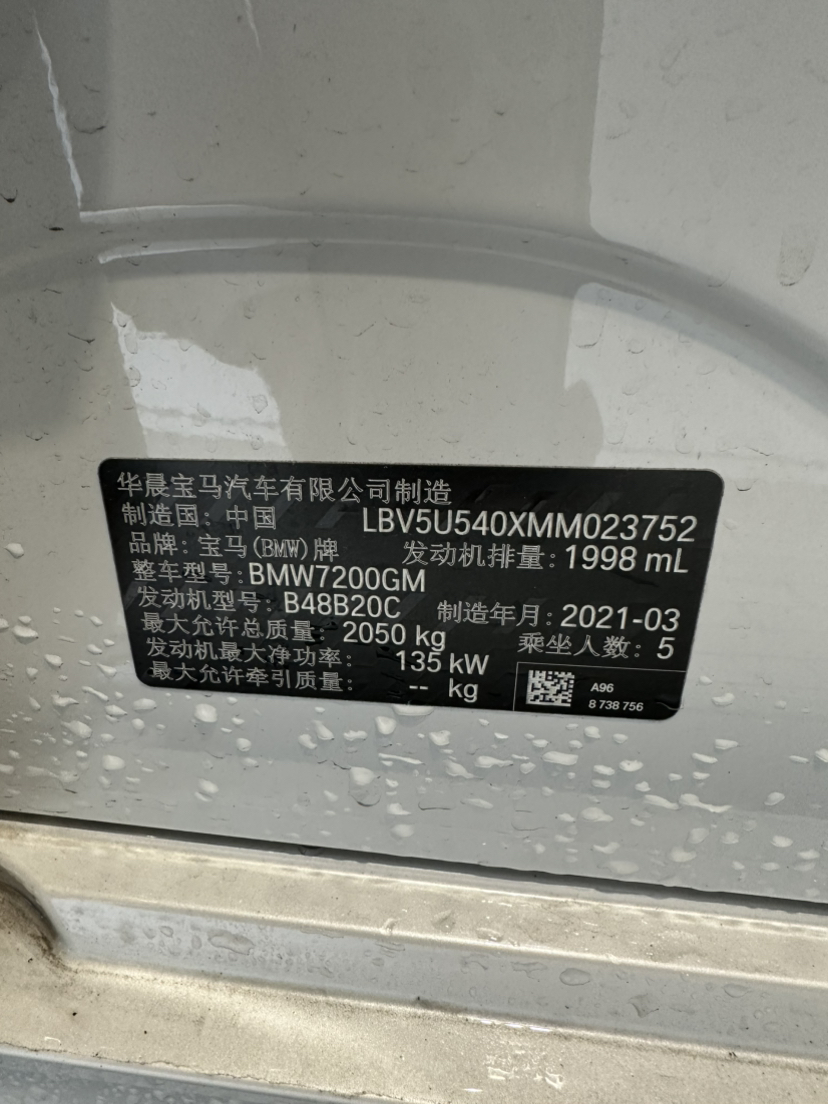 华晨宝马汽车有限公司制造
制造国: 中国 LBV5U540XMM023752
品牌: 宝马(BMW)牌 发动机排量: 1998 mL
整车型号: BMW7200GM
发动机型号: B48B20C 制造年月: 2021-03
最大允许总质量: 2050 kg 乘坐人数: 5
发动机最大净功率: 135 kW
最大允许牵引质量: -- kg
A96
8 738 756